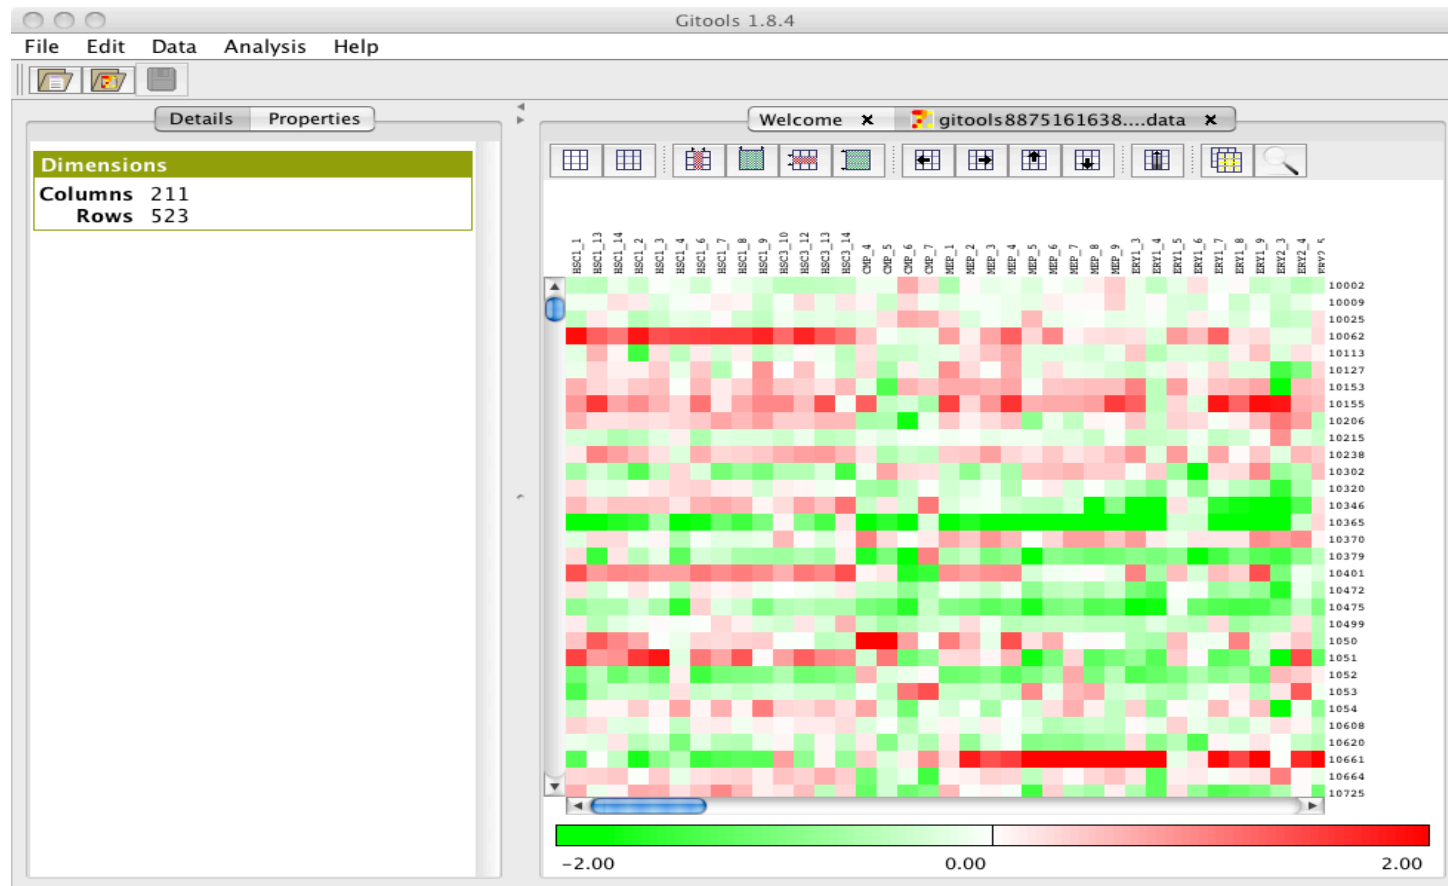 Gitools 1.8.4
File Edit Data Analysis Help
Details Properties
Welcome x gitools8875161638....data x
Dimensions
Columns 211
Rows 523
HSC1_1
HSC1_13
HSC1_14
HSC1_2
HSC1_3
HSC1_4
HSC1_6
HSC1_7
HSC1_8
HSC1_9
HSC3_10
HSC3_12
HSC3_13
HSC3_14
CMP_4
CMP_5
CMP_6
CMP_7
MEP_1
MEP_2
MEP_3
MEP_4
MEP_5
MEP_6
MEP_7
MEP_8
MEP_9
ERY1_3
ERY1_4
ERY1_5
ERY1_6
ERY1_7
ERY1_8
ERY1_9
ERY2_3
ERY2_4
10002
10009
10025
10062
10113
10127
10153
10155
10206
10215
10238
10302
10320
10346
10365
10370
10379
10401
10472
10475
10499
1050
1051
1052
1053
1054
10608
10620
10661
10664
10725
-2.00 0.00 2.00